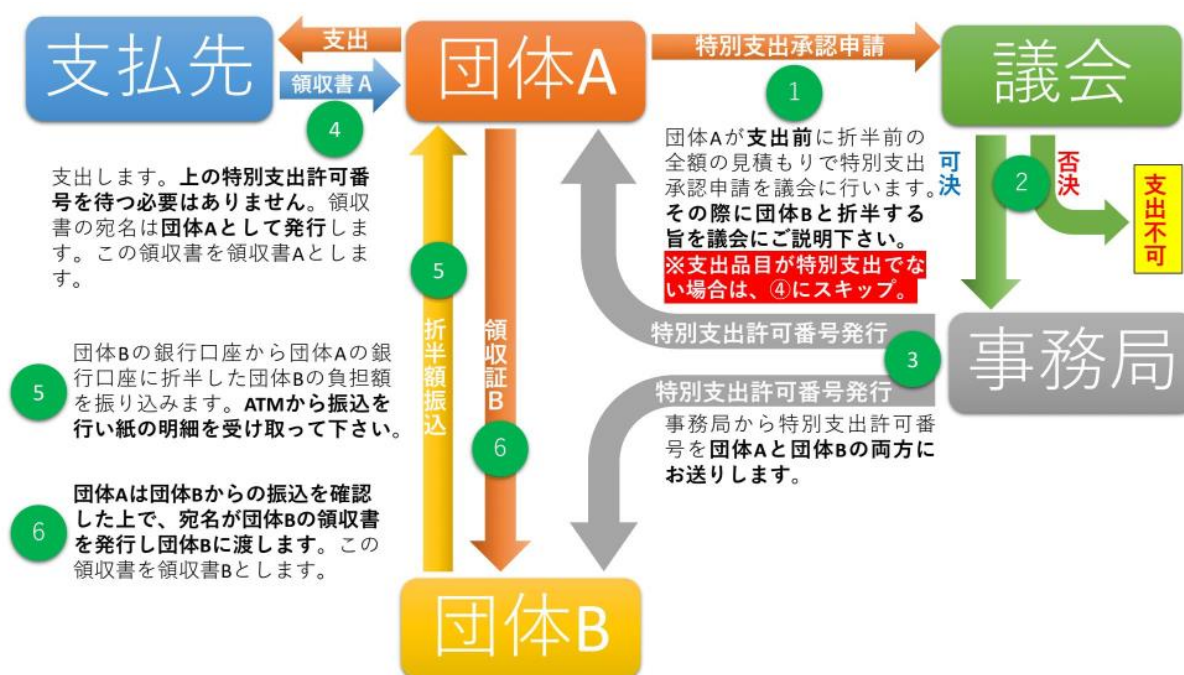 支払先
支出
領収書A
4
団体A
特別支出承認申請
1
議会
団体Aが支出前に折半前の
全額の見積もりで特別支出
承認申請を議会に行います。
その際に団体Bと折半する
旨を議会にご説明下さい。
※支出品目が特別支出でな
い場合は、④にスキップ。
可決
2
否決
支出不可
支出します。上の特別支出許可番
号を待つ必要はありません。領収
書の宛名は団体Aとして発行しま
す。この領収書を領収書Aとしま
す。
5
折半額振込
領収証B
6
特別支出許可番号発行
3
特別支出許可番号発行
事務局
事務局から特別支出許可番
号を団体Aと団体Bの両方に
お送りします。
5
団体Bの銀行口座から団体Aの銀
行口座に折半した団体Bの負担額
を振り込みます。ATMから振込を
行い紙の明細を受け取って下さい。
6
団体Aは団体Bからの振込を確認
した上で、宛名が団体Bの領収書
を発行し団体Bに渡します。この
領収書を領収書Bとします。
団体B